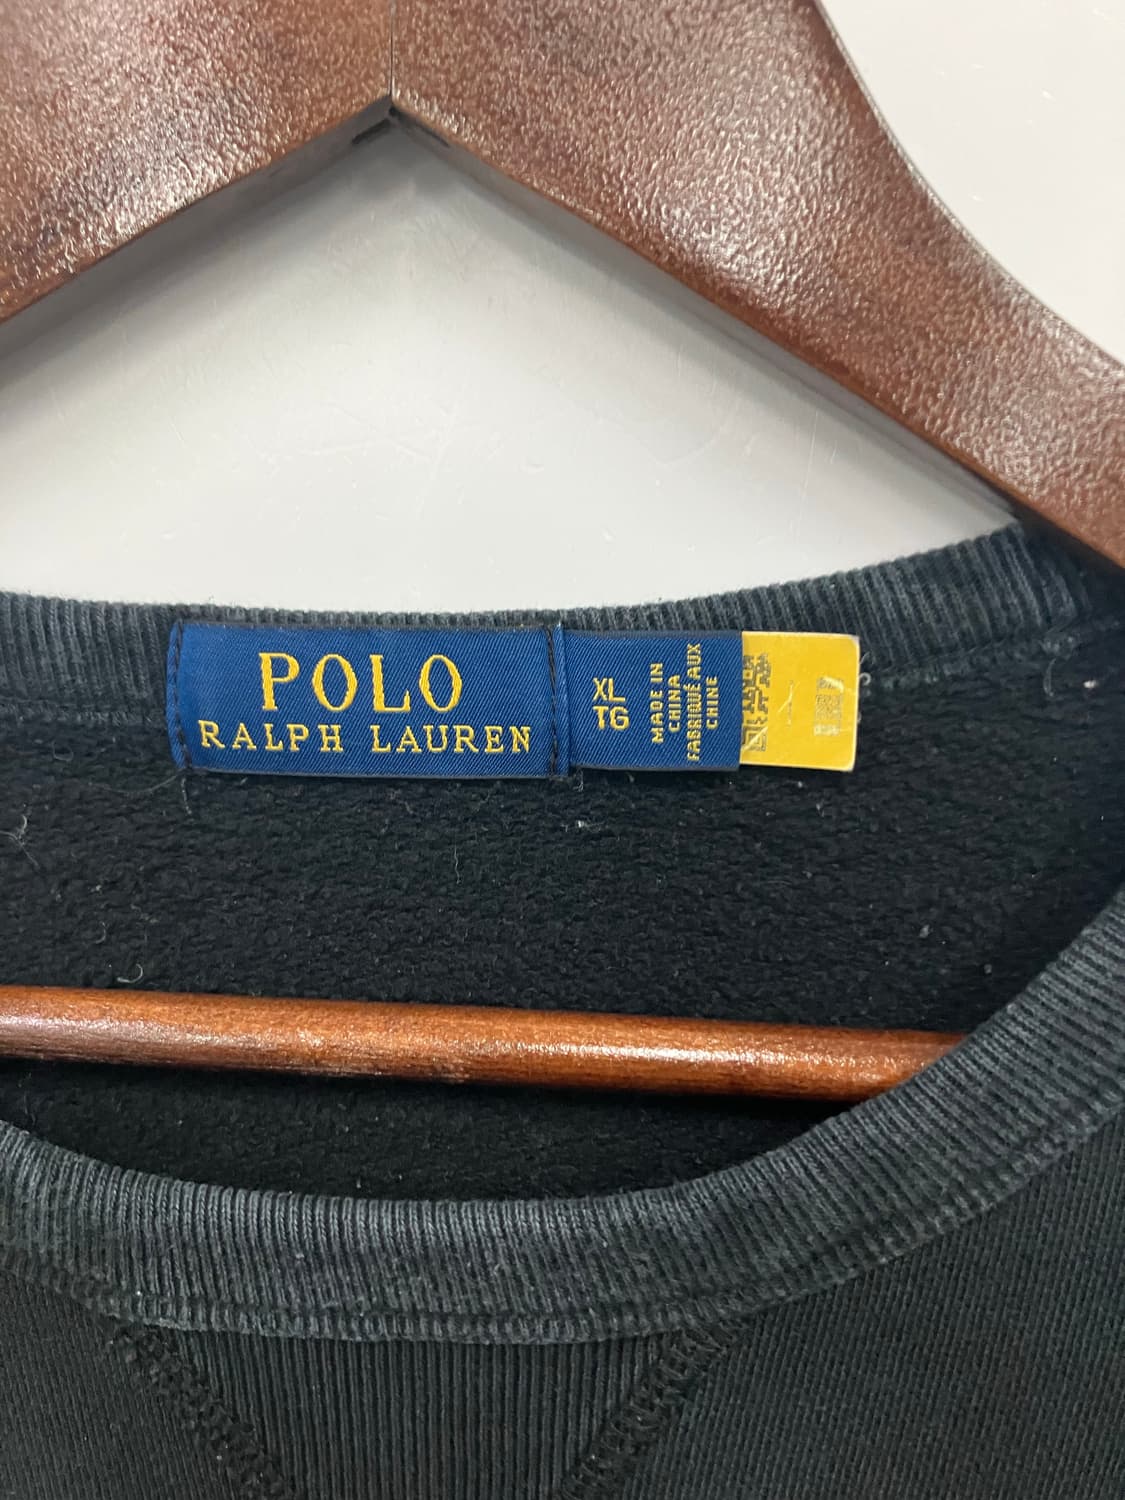 POLO
RALPH LAUREN
XL
TG
MADE IN
CHINA
FABRIQUÉ AUX
CHINE